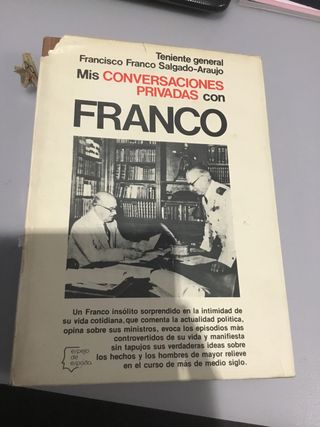 Teniente general
Francisco Franco Salgado-Araujo
Mis CONVERSACIONES
PRIVADAS con
FRANCO
Un Franco insólito sorprendido en la intimidad de
su vida cotidiana, que comenta la actualidad política,
opina sobre sus ministros, evoca los episodios más
controvertidos de su vida y manifiesta
sin tapujos sus verdaderas ideas sobre
los hechos y los hombres de mayor relieve
en el curso de más de medio siglo.
espejo
de
españa